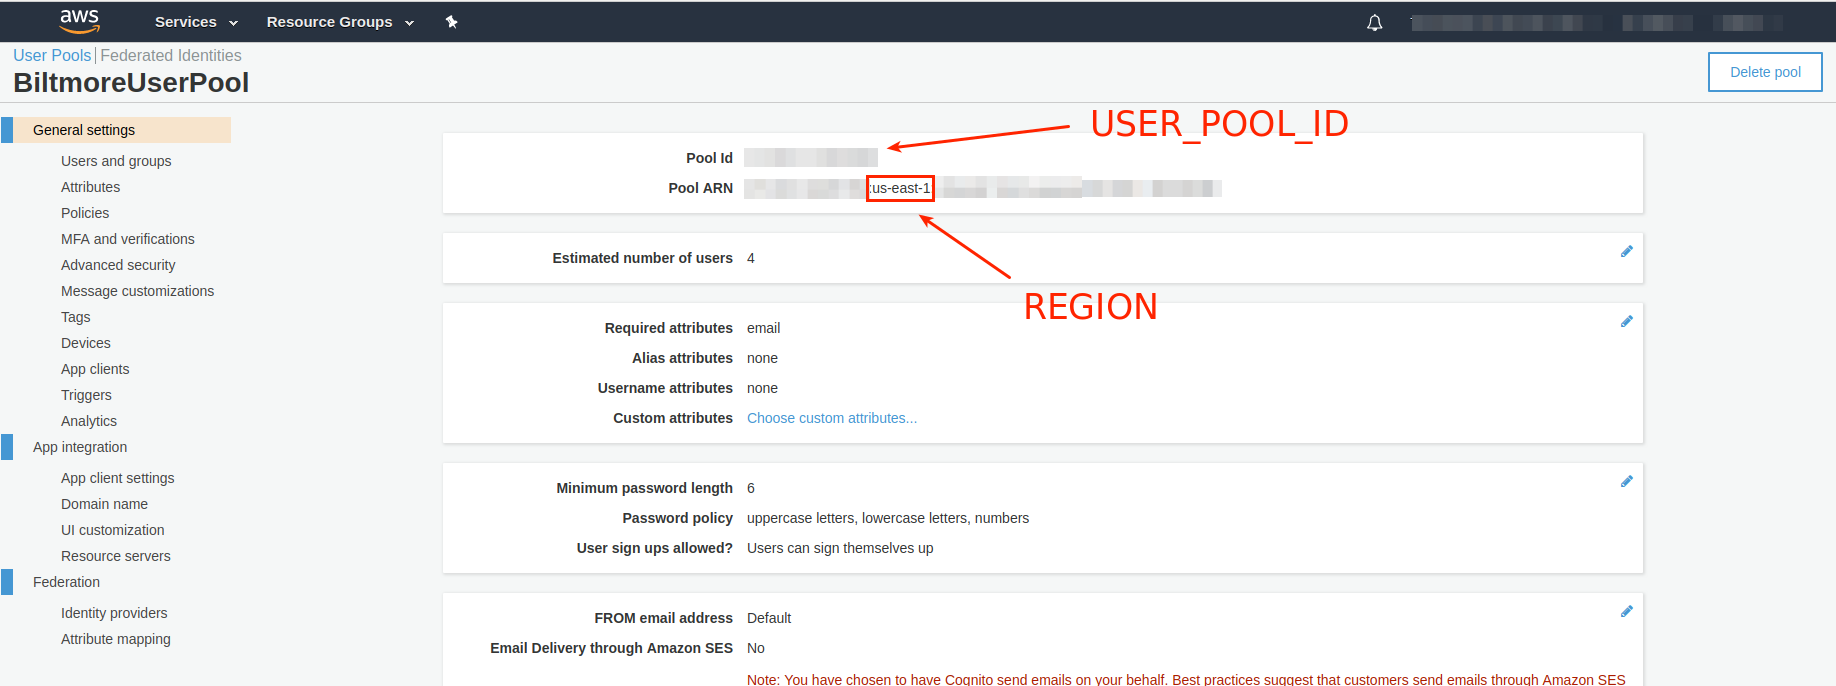 aws Services Resource Groups
User Pools | Federated Identities
BiltmoreUserPool
Delete pool
General settings
Users and groups
Attributes
Policies
MFA and verifications
Advanced security
Message customizations
Tags
Devices
App clients
Triggers
Analytics
App integration
App client settings
Domain name
UI customization
Resource servers
Federation
Identity providers
Attribute mapping
USER_POOL_ID
Pool Id
Pool ARN :us-east-1
REGION
Estimated number of users 4
Required attributes email
Alias attributes none
Username attributes none
Custom attributes Choose custom attributes...
Minimum password length 6
Password policy uppercase letters, lowercase letters, numbers
User sign ups allowed? Users can sign themselves up
FROM email address Default
Email Delivery through Amazon SES No
Note: You have chosen to have Cognito send emails on your behalf. Best practices suggest that customers send emails through Amazon SES